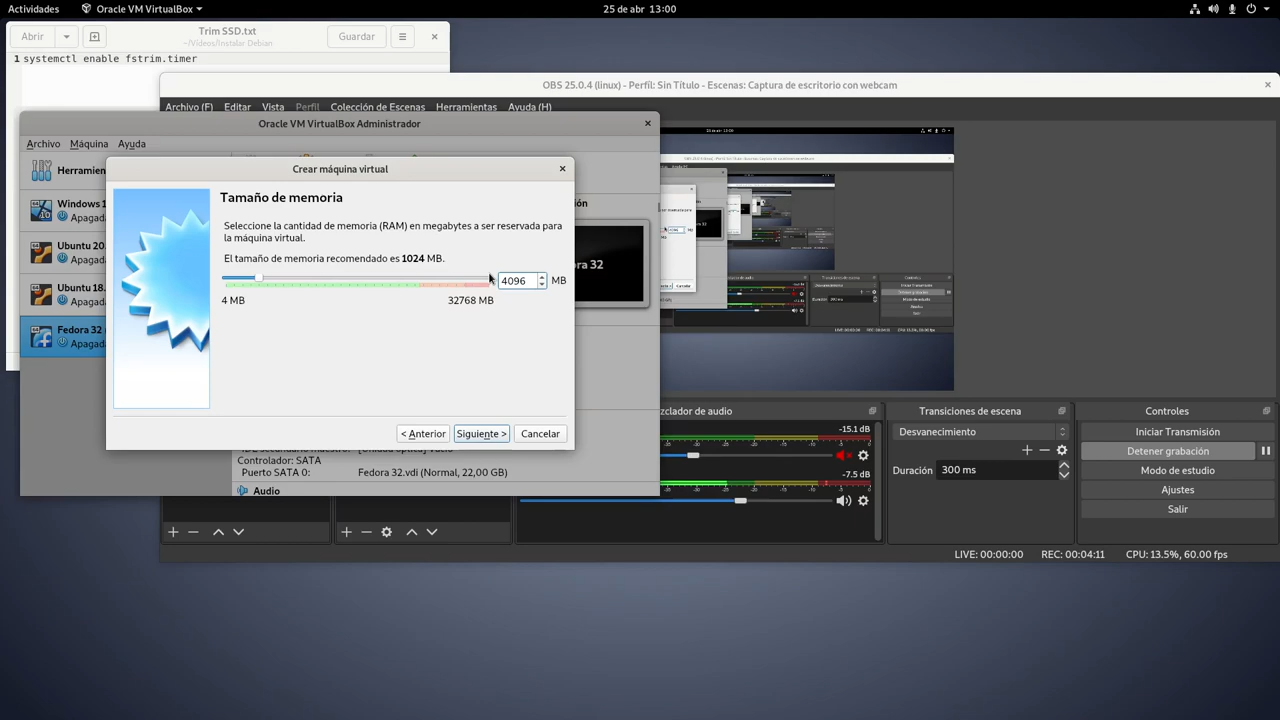 Actividades
Oracle VM VirtualBox
25 de abr 13:00
Abrir
Trim SSD.txt
~/Vídeos/Instalar Debian
Guardar
1 systemctl enable fstrim.timer
OBS 25.0.4 (linux) - Perfíl: Sin Título - Escenas: Captura de escritorio con webcam
Archivo (F) Editar Vista Perfil Colección de Escenas Herramientas Ayuda (H)
Oracle VM VirtualBox Administrador
Archivo Máquina Ayuda
Crear máquina virtual
Tamaño de memoria
Seleccione la cantidad de memoria (RAM) en megabytes a ser reservada para
la máquina virtual.
El tamaño de memoria recomendado es 1024 MB.
4096 MB
4 MB 32768 MB
< Anterior Siguiente > Cancelar
Windows 1
Apagad
Ubuntu 20
Apagad
Ubuntu 18
Apagad
Fedora 32
Apagada
Controlador: SATA
Puerto SATA 0: Fedora 32.vdi (Normal, 22,00 GB)
Audio
zclador de audio
-15.1 dB
-7.5 dB
Transiciones de escena
Desvanecimiento
Duración 300 ms
Controles
Iniciar Transmisión
Detener grabación
Modo de estudio
Ajustes
Salir
LIVE: 00:00:00 REC: 00:04:11 CPU: 13.5%, 60.00 fps